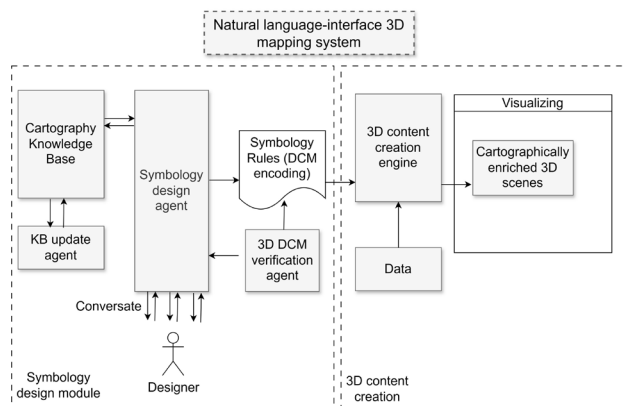 Natural language-interface 3D
mapping system
Cartography
Knowledge
Base
KB update
agent
Symbology
design
agent
Conversate
Designer
Symbology
design module
Symbology
Rules (DCM
encoding)
3D DCM
verification
agent
3D content
creation
engine
Data
Visualizing
Cartographically
enriched 3D
scenes
3D content
creation